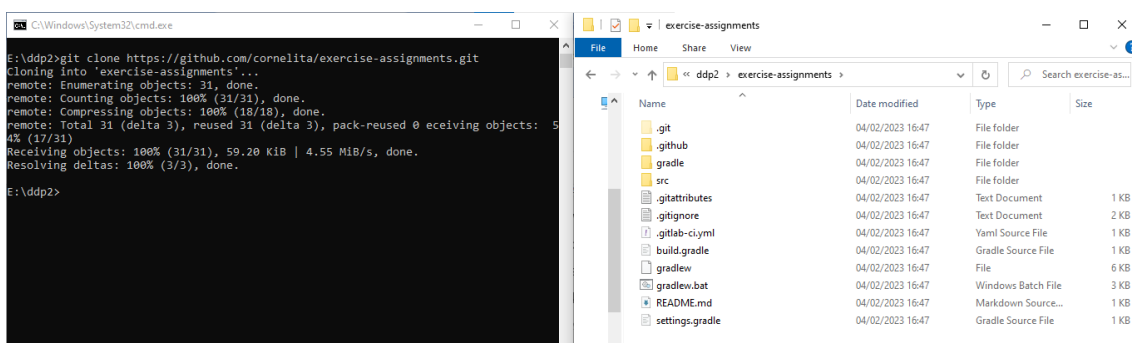 C:\Windows\System32\cmd.exe
E:\ddp2>git clone https://github.com/cornelita/exercise-assignments.git
Cloning into 'exercise-assignments'...
remote: Enumerating objects: 31, done.
remote: Counting objects: 100% (31/31), done.
remote: Compressing objects: 100% (18/18), done.
remote: Total 31 (delta 3), reused 31 (delta 3), pack-reused 0 eceiving objects:  5
4% (17/31)
Receiving objects: 100% (31/31), 59.20 KiB | 4.55 MiB/s, done.
Resolving deltas: 100% (3/3), done.
E:\ddp2>
exercise-assignments
File Home Share View
« ddp2 › exercise-assignments › Search exercise-as...
Name Date modified Type Size
.git 04/02/2023 16:47 File folder
.github 04/02/2023 16:47 File folder
gradle 04/02/2023 16:47 File folder
src 04/02/2023 16:47 File folder
.gitattributes 04/02/2023 16:47 Text Document 1 KB
.gitignore 04/02/2023 16:47 Text Document 2 KB
.gitlab-ci.yml 04/02/2023 16:47 Yaml Source File 1 KB
build.gradle 04/02/2023 16:47 Gradle Source File 1 KB
gradlew 04/02/2023 16:47 File 6 KB
gradlew.bat 04/02/2023 16:47 Windows Batch File 3 KB
README.md 04/02/2023 16:47 Markdown Source... 1 KB
settings.gradle 04/02/2023 16:47 Gradle Source File 1 KB